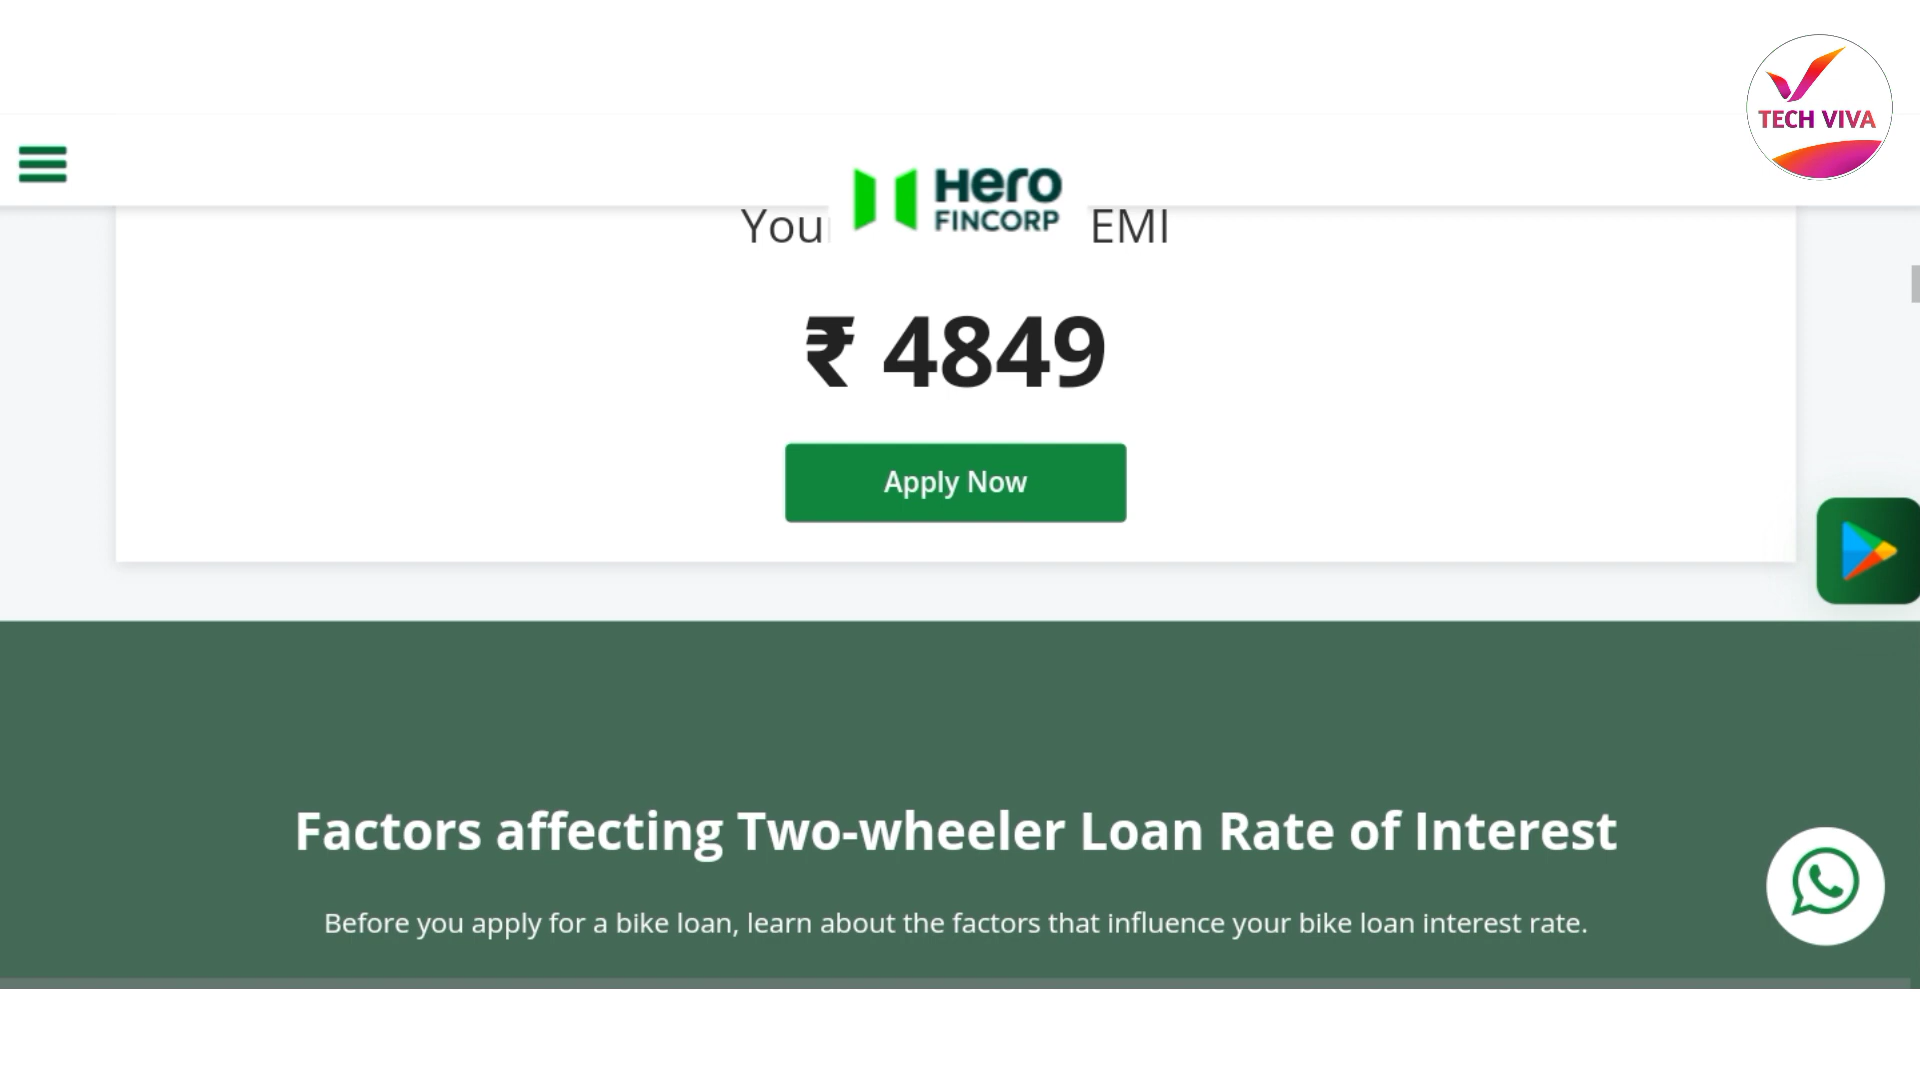 TECH VIVA
Hero
FINCORP
You EMI
₹ 4849
Apply Now
Factors affecting Two-wheeler Loan Rate of Interest
Before you apply for a bike loan, learn about the factors that influence your bike loan interest rate.